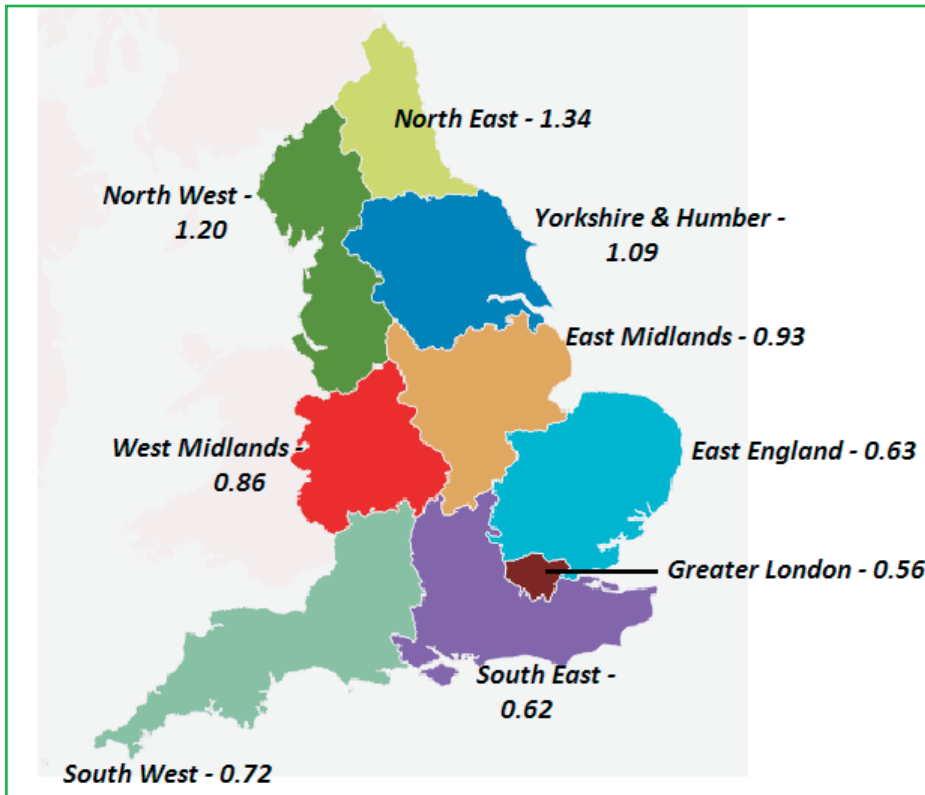 North East - 1.34
North West -
1.20
Yorkshire & Humber -
1.09
East Midlands - 0.93
West Midlands -
0.86
East England - 0.63
Greater London - 0.56
South East -
0.62
South West - 0.72